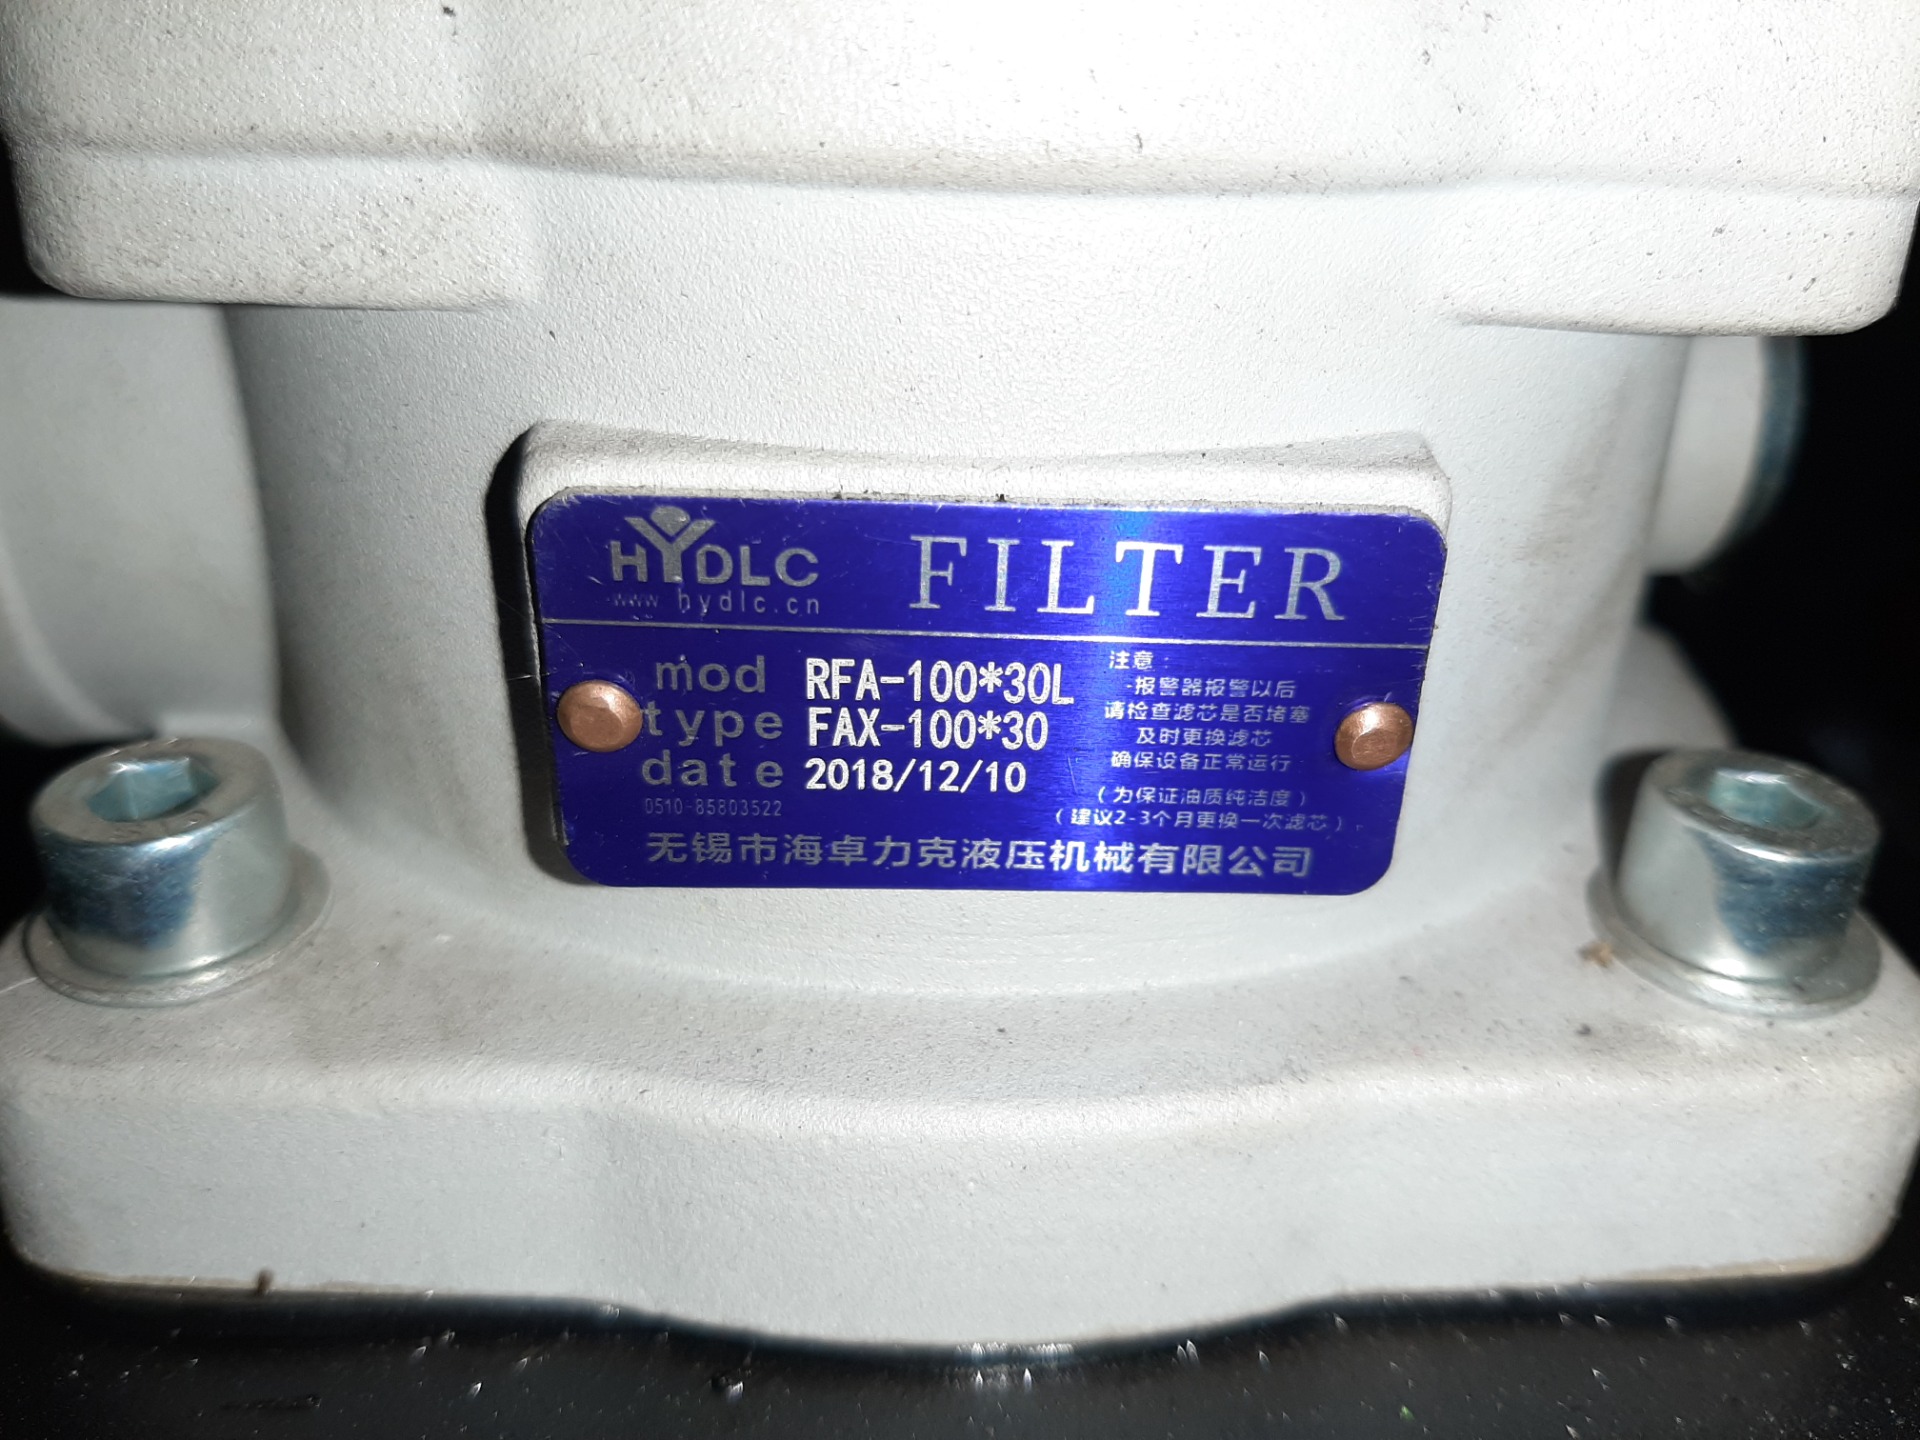 HYDLC FILTER
www hydlc.cn
mod RFA-100*30L
type FAX-100*30
date 2018/12/10
0510-85803522
注意:
·报警器报警以后
请检查滤芯是否堵塞
及时更换滤芯
确保设备正常运行
(为保证油质纯洁度)
(建议2-3个月更换一次滤芯)
无锡市海卓力克液压机械有限公司